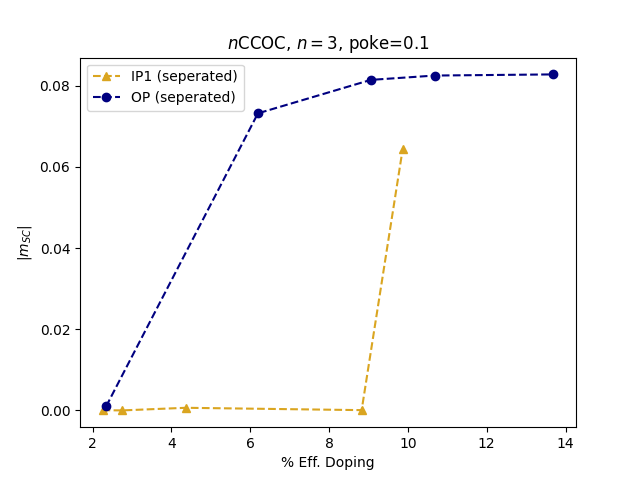 nCCOC, n = 3, poke=0.1
IP1 (seperated)
OP (seperated)
|m_SC|
0.08
0.06
0.04
0.02
0.00
2 4 6 8 10 12 14
% Eff. Doping